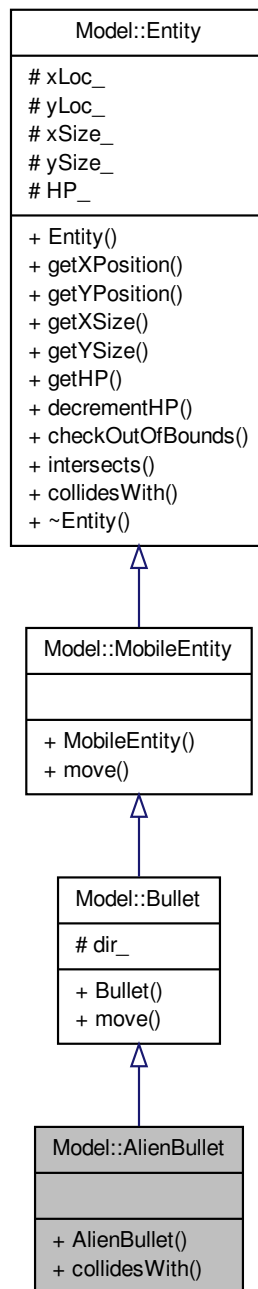 Model::Entity
# xLoc_
# yLoc_
# xSize_
# ySize_
# HP_
+ Entity()
+ getXPosition()
+ getYPosition()
+ getXSize()
+ getYSize()
+ getHP()
+ decrementHP()
+ checkOutOfBounds()
+ intersects()
+ collidesWith()
+ ~Entity()
Model::MobileEntity
+ MobileEntity()
+ move()
Model::Bullet
# dir_
+ Bullet()
+ move()
Model::AlienBullet
+ AlienBullet()
+ collidesWith()